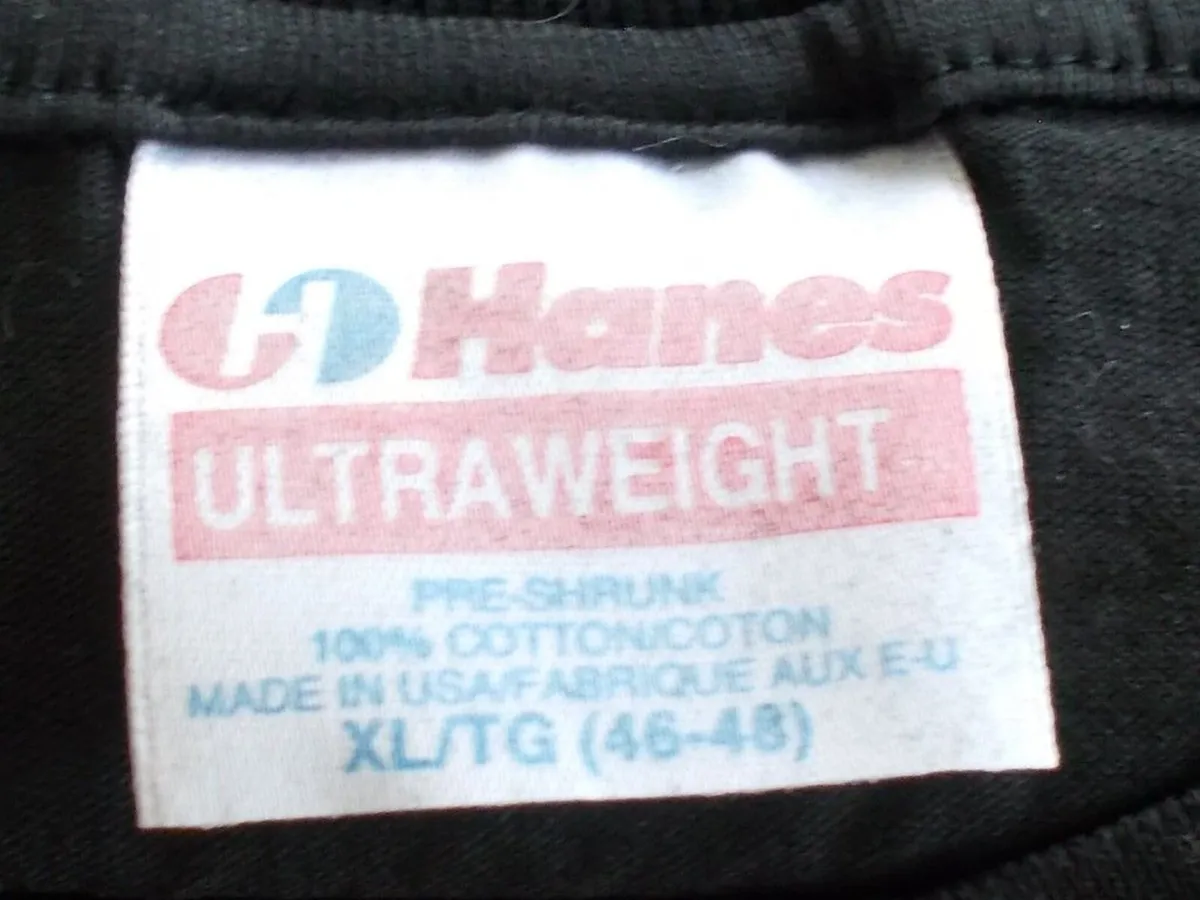 Hanes
ULTRAWEIGHT
PRE-SHRUNK
100% COTTON/COTON
MADE IN USA/FABRIQUE AUX E-U
XL/TG (46-48)